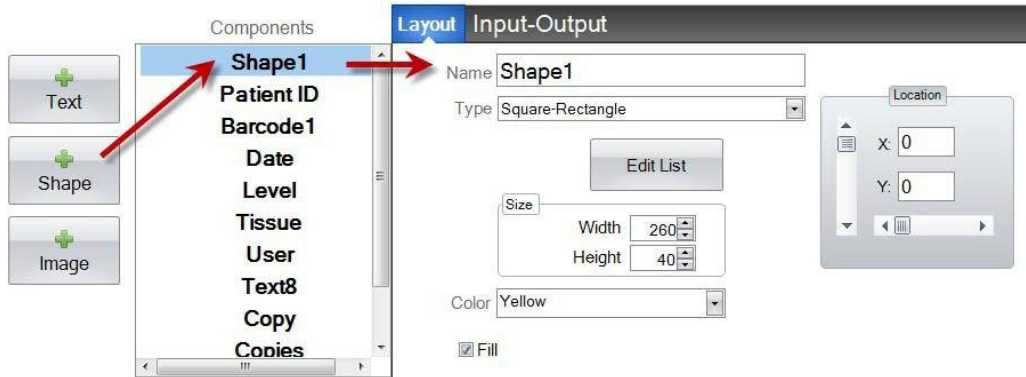 Components
Text
Shape
Image
Shape1
Patient ID
Barcode1
Date
Level
Tissue
User
Text8
Copy
Copies
Layout Input-Output
Name Shape1
Type Square-Rectangle
Edit List
Size
Width 260
Height 40
Color Yellow
Fill
Location
X: 0
Y: 0